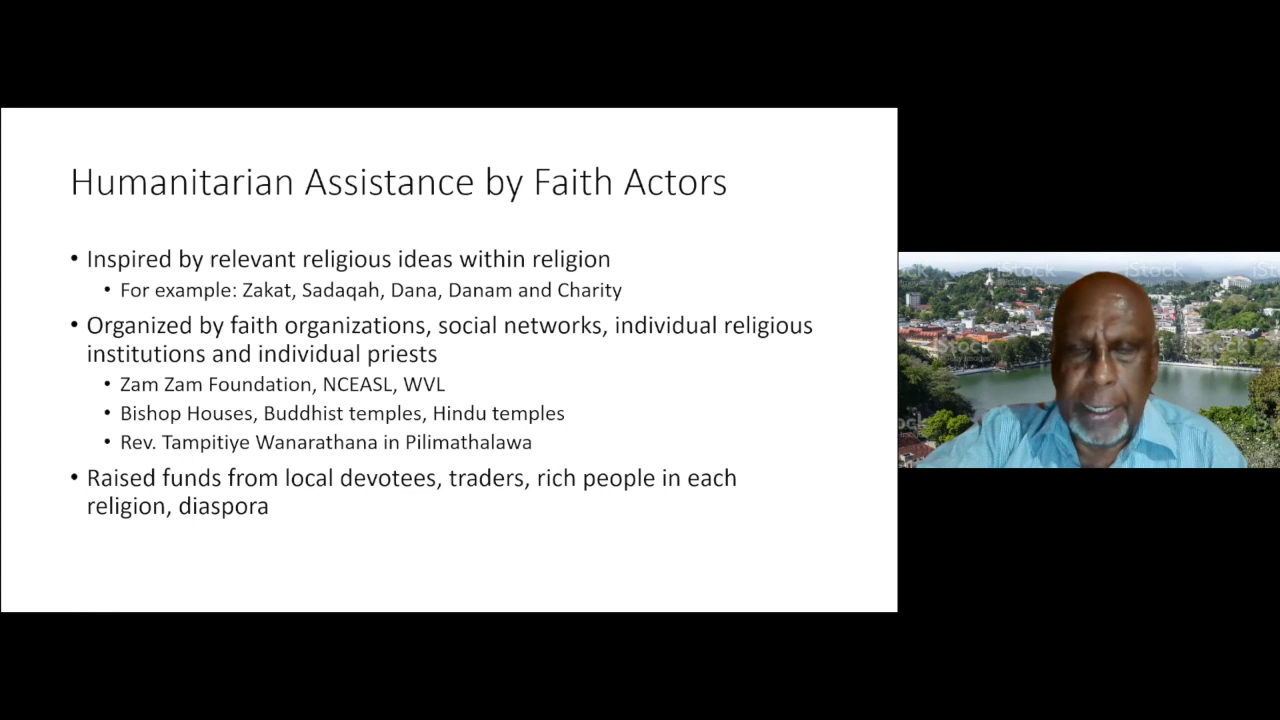 Humanitarian Assistance by Faith Actors
• Inspired by relevant religious ideas within religion
• For example: Zakat, Sadaqah, Dana, Danam and Charity
• Organized by faith organizations, social networks, individual religious
institutions and individual priests
• Zam Zam Foundation, NCEASL, WVL
• Bishop Houses, Buddhist temples, Hindu temples
• Rev. Tampitiye Wanarathana in Pilimathalawa
• Raised funds from local devotees, traders, rich people in each
religion, diaspora
iStock
iStock
iStock